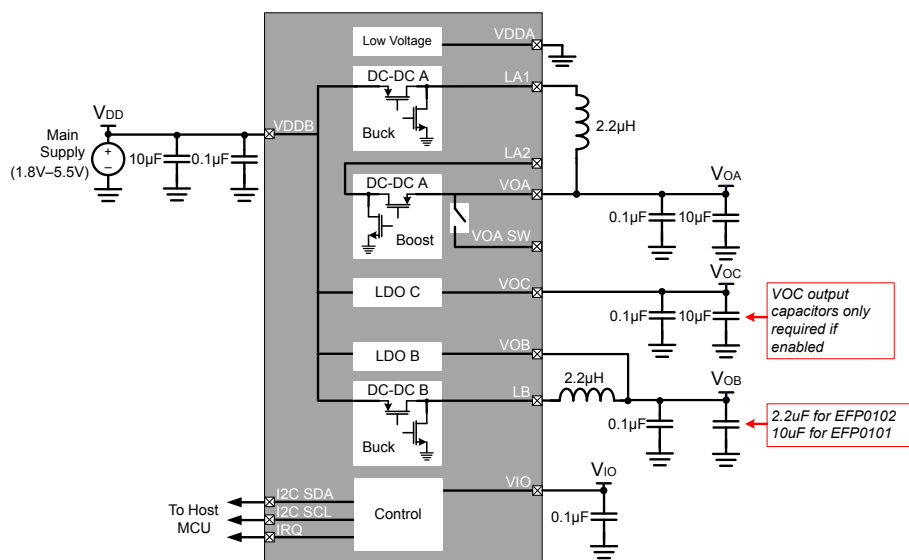 Low Voltage
VDDA
DC-DC A
LA1
Buck
VDD
VDDB
Main
Supply
(1.8V–5.5V)
10µF
0.1µF
2.2µH
LA2
DC-DC A
VOA
Boost
VOA SW
VOA
0.1µF
10µF
LDO C
VOC
VOC
0.1µF
10µF
VOC output
capacitors only
required if
enabled
LDO B
VOB
DC-DC B
LB
Buck
2.2µH
VOB
0.1µF
2.2uF for EFP0102
10uF for EFP0101
To Host
MCU
I2C SDA
I2C SCL
IRQ
Control
VIO
VIO
0.1µF